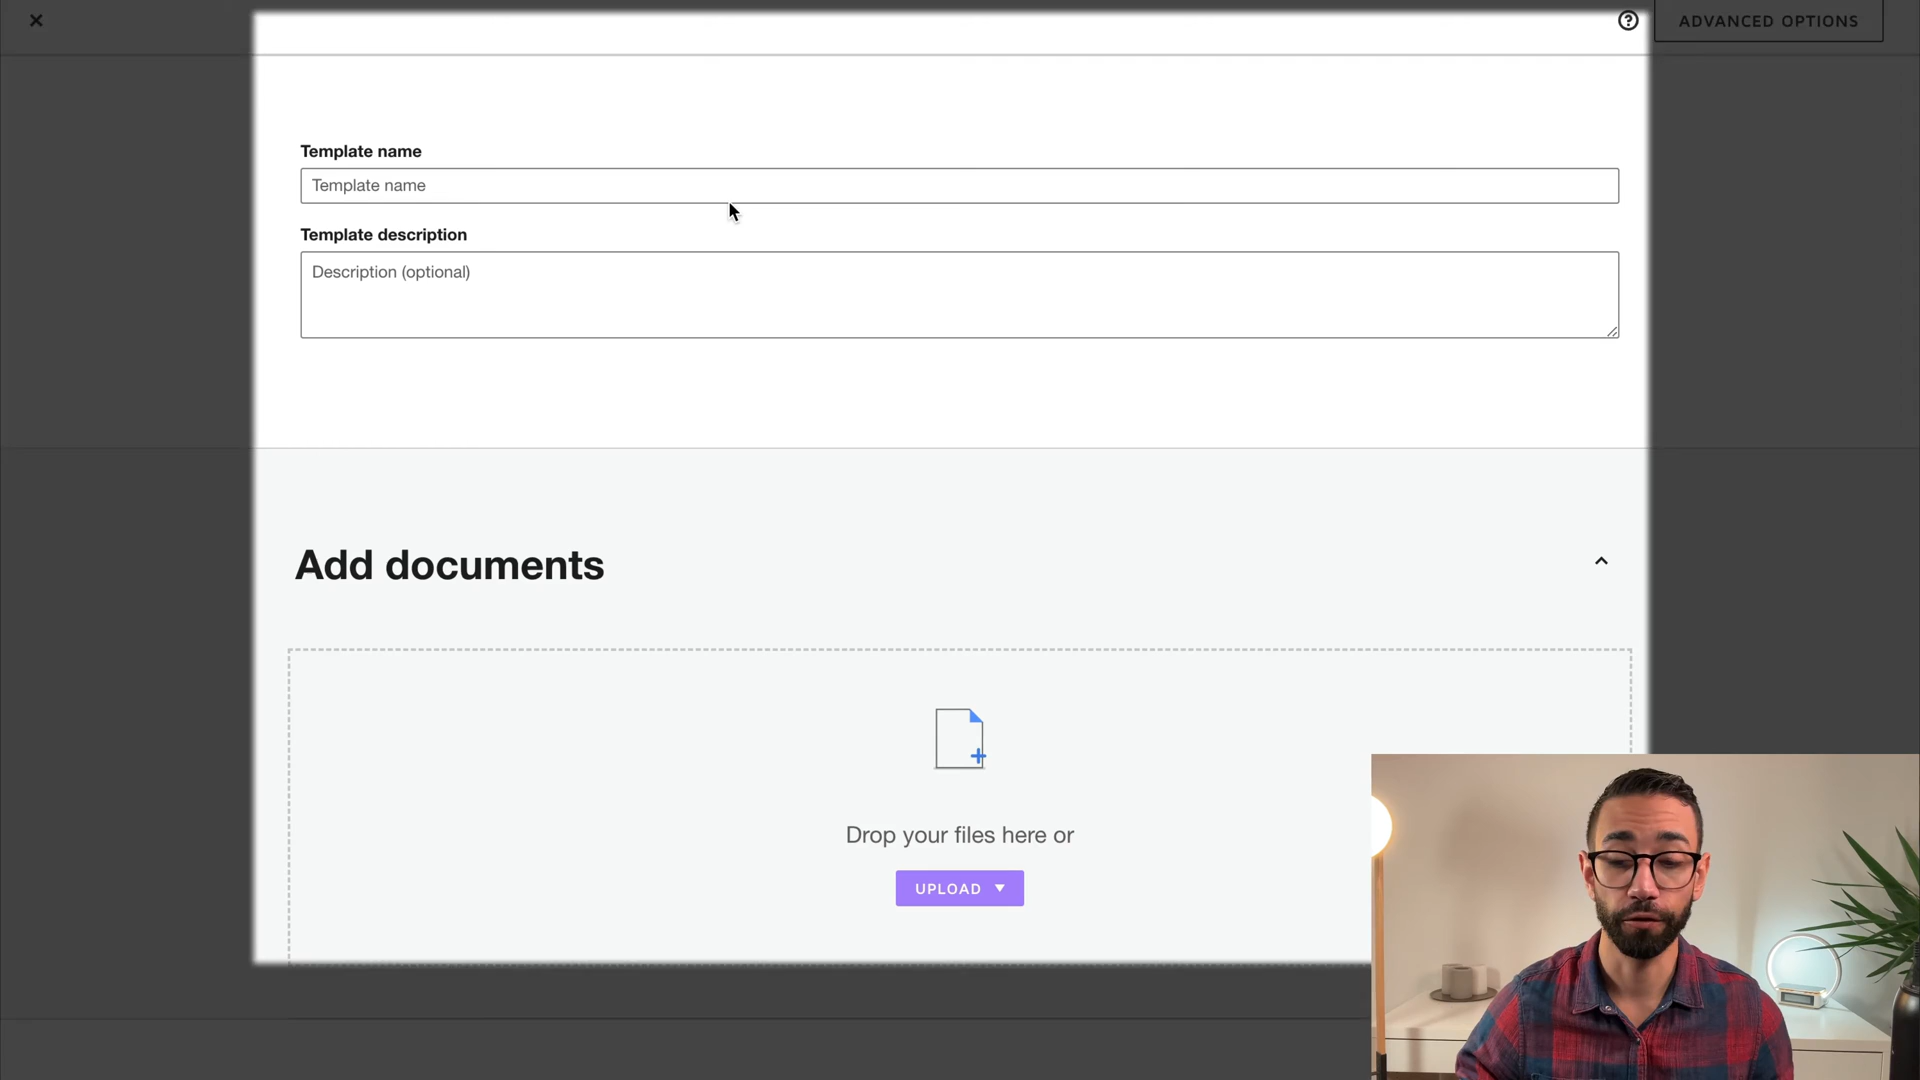 ADVANCED OPTIONS
Template name
Template name
Template description
Description (optional)
Add documents
Drop your files here or
UPLOAD